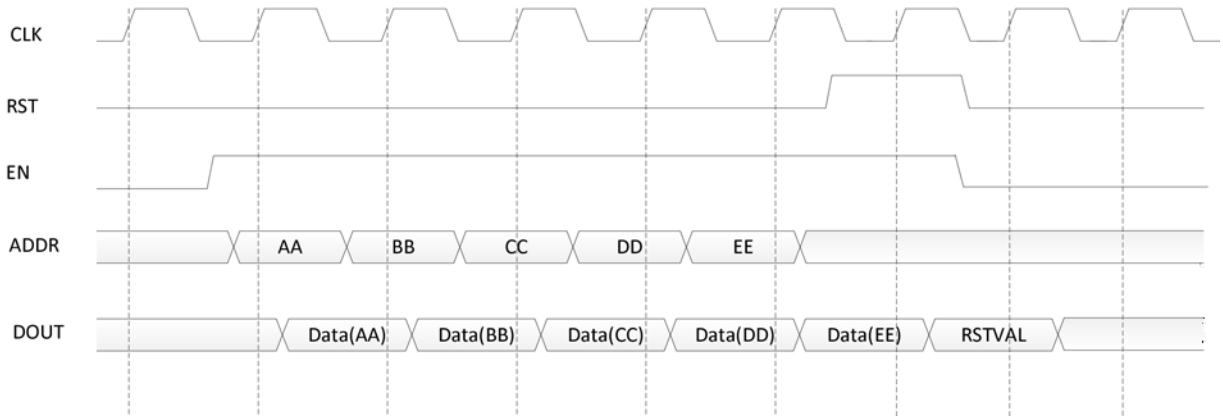 CLK
RST
EN
ADDR AA BB CC DD EE
DOUT Data(AA) Data(BB) Data(CC) Data(DD) Data(EE) RSTVAL